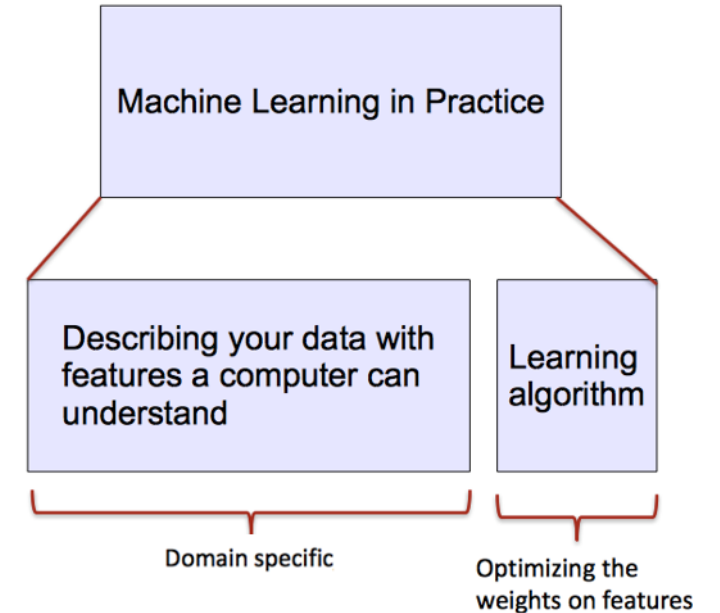 Machine Learning in Practice
Describing your data with
features a computer can
understand
Learning
algorithm
Domain specific
Optimizing the
weights on features